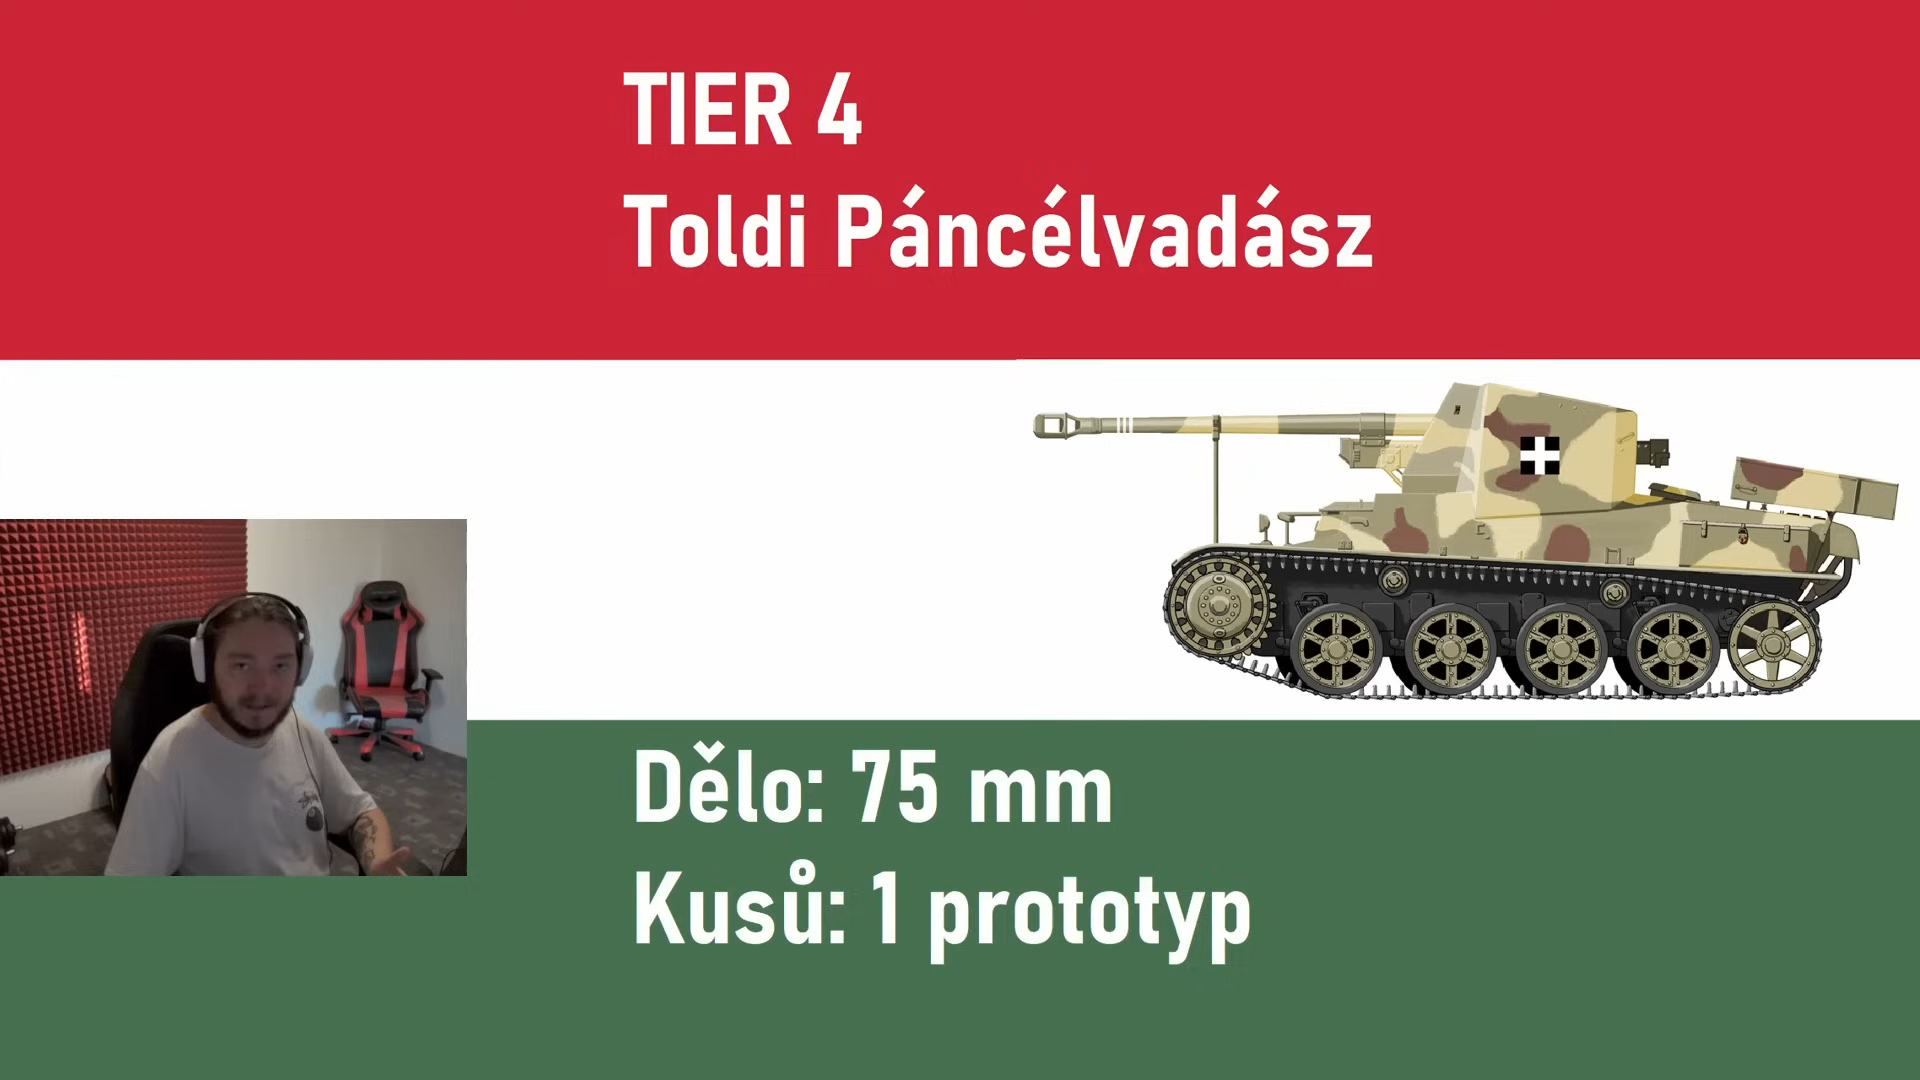 TIER 4
Toldi Páncélvadász
Dělo: 75 mm
Kusů: 1 prototyp